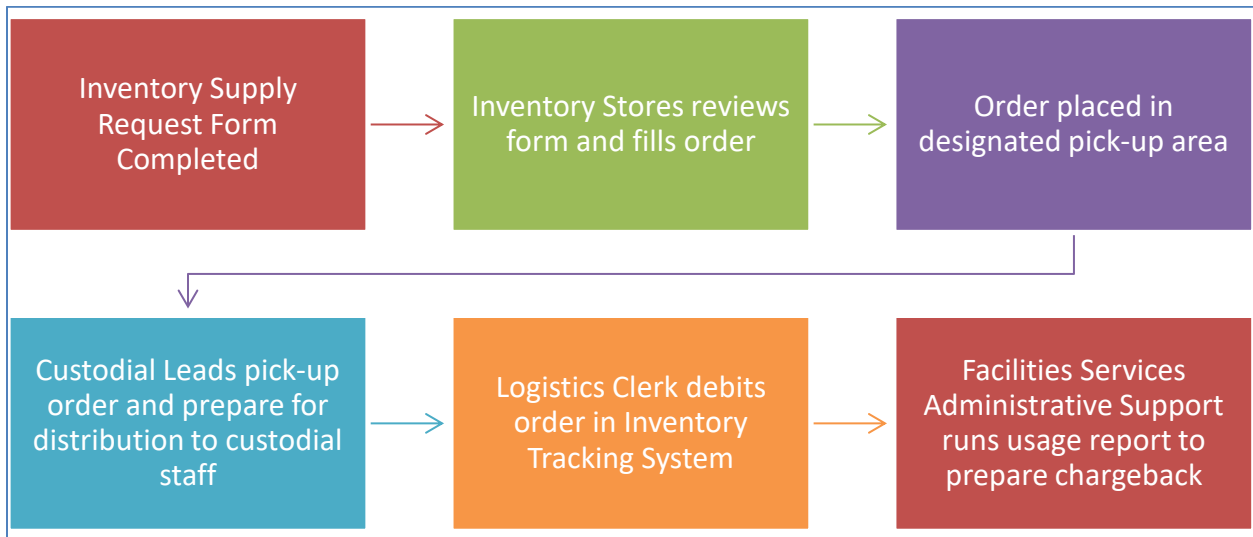 Inventory Supply
Request Form
Completed
Inventory Stores reviews
form and fills order
Order placed in
designated pick-up area
Custodial Leads pick-up
order and prepare for
distribution to custodial
staff
Logistics Clerk debits
order in Inventory
Tracking System
Facilities Services
Administrative Support
runs usage report to
prepare chargeback